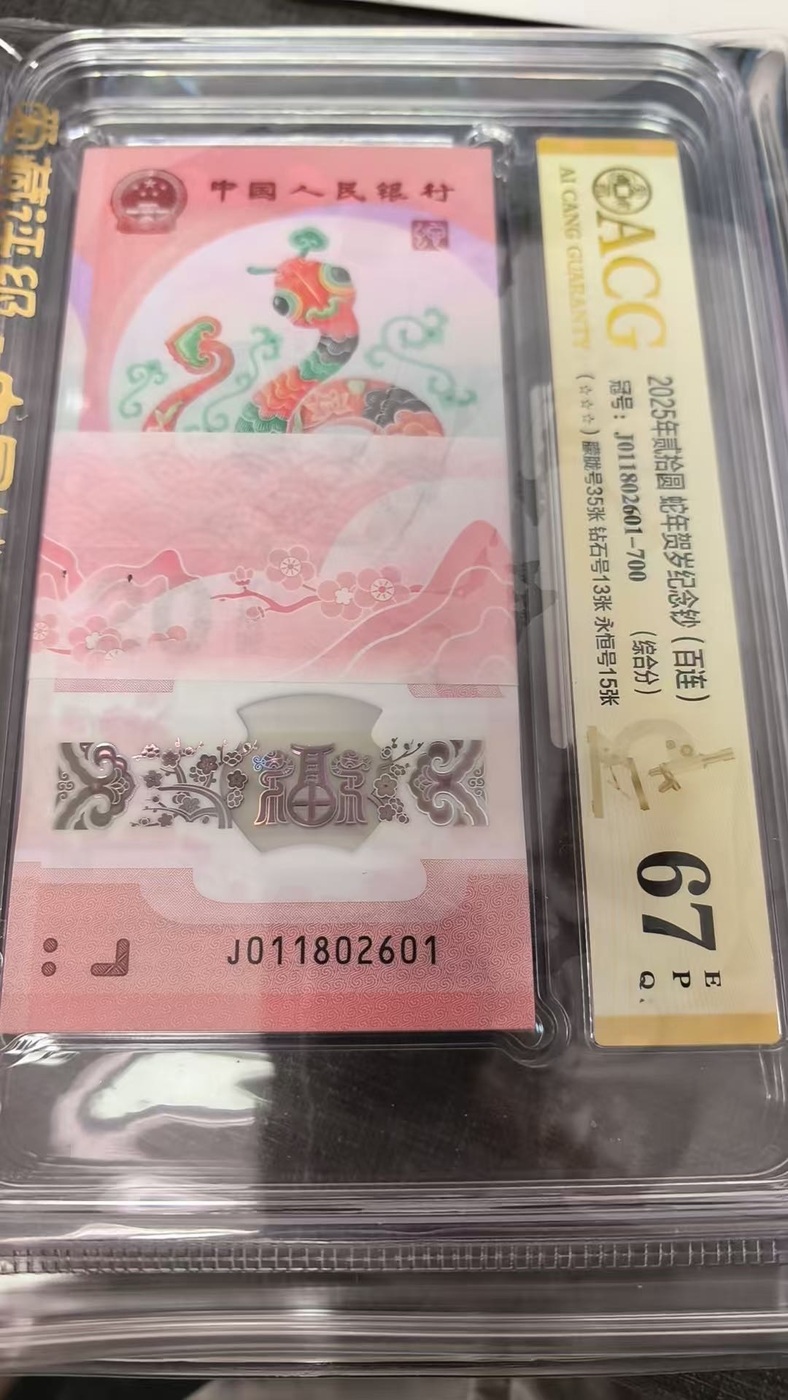 中国人民银行
J011802601
ACG
AI CANG GUARANTY
2025年贰拾圆 蛇年贺岁纪念钞（百连）
冠号：J011802601-700 （综合分）
（☆☆☆）朦胧号35张 钻石号13张 永恒号15张
67
E
P
Q